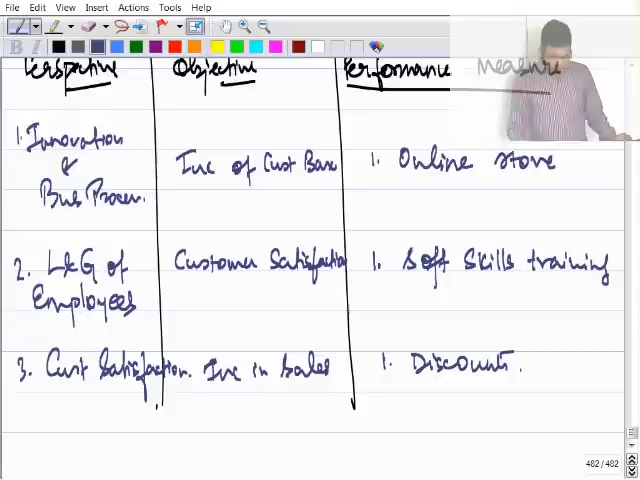 File Edit View Insert Actions Tools Help
Perspective Objective Performance Measure
1. Innovation Inc of Cust Base 1. Online store
&
Bus Proces.
2. L&G of Customer Satisfaction 1. Soft Skills training
Employees
3. Cust Satisfaction. Inc in Sales 1. Discount.
482 / 482